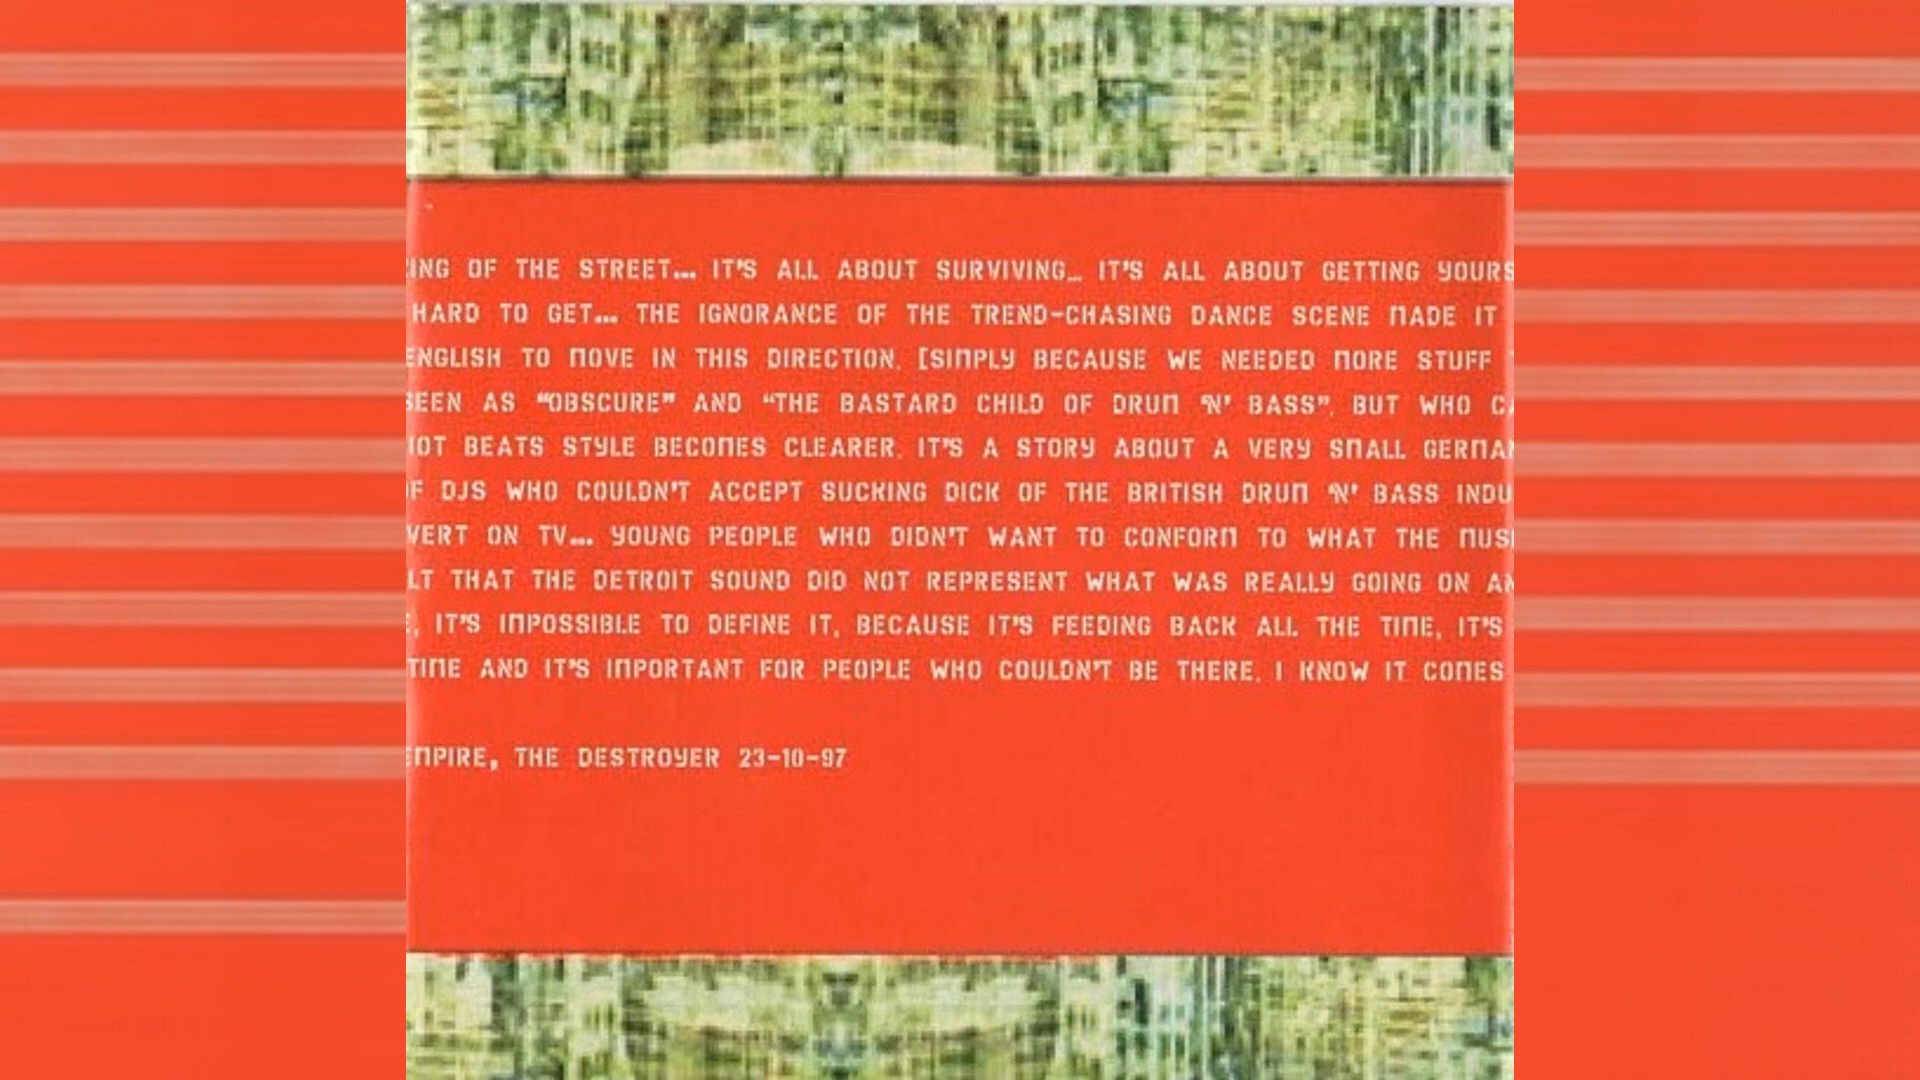 ING OF THE STREET... IT'S ALL ABOUT SURVIVING... IT'S ALL ABOUT GETTING YOURS
HARD TO GET... THE IGNORANCE OF THE TREND-CHASING DANCE SCENE MADE IT
ENGLISH TO MOVE IN THIS DIRECTION. [SIMPLY BECAUSE WE NEEDED MORE STUFF
SEEN AS "OBSCURE" AND "THE BASTARD CHILD OF DRUM 'N' BASS". BUT WHO
IOT BEATS STYLE BECOMES CLEARER. IT'S A STORY ABOUT A VERY SMALL GERMAN
OF DJS WHO COULDN'T ACCEPT SUCKING DICK OF THE BRITISH DRUM 'N' BASS INDU
VERT ON TV... YOUNG PEOPLE WHO DIDN'T WANT TO CONFORM TO WHAT THE MUSI
LT THAT THE DETROIT SOUND DID NOT REPRESENT WHAT WAS REALLY GOING ON AN
E, IT'S IMPOSSIBLE TO DEFINE IT, BECAUSE IT'S FEEDING BACK ALL THE TIME, IT'S
TIME AND IT'S IMPORTANT FOR PEOPLE WHO COULDN'T BE THERE. I KNOW IT COMES
EMPIRE, THE DESTROYER 23-10-97